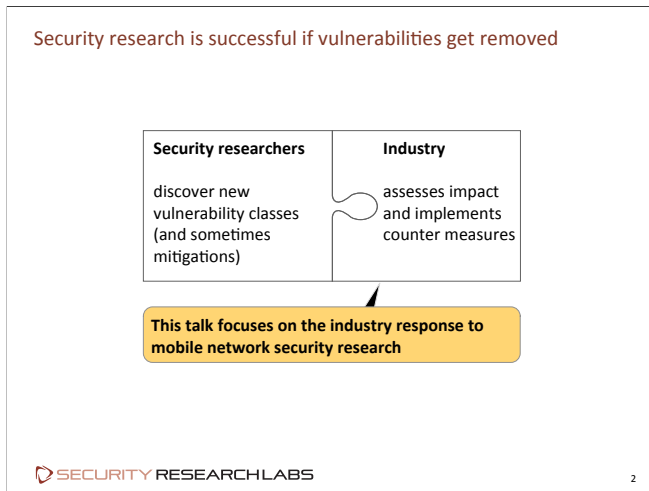 Security research is successful if vulnerabilities get removed
Security researchers
discover new
vulnerability classes
(and sometimes
mitigations)
Industry
assesses impact
and implements
counter measures
This talk focuses on the industry response to
mobile network security research
SECURITY RESEARCH LABS
2